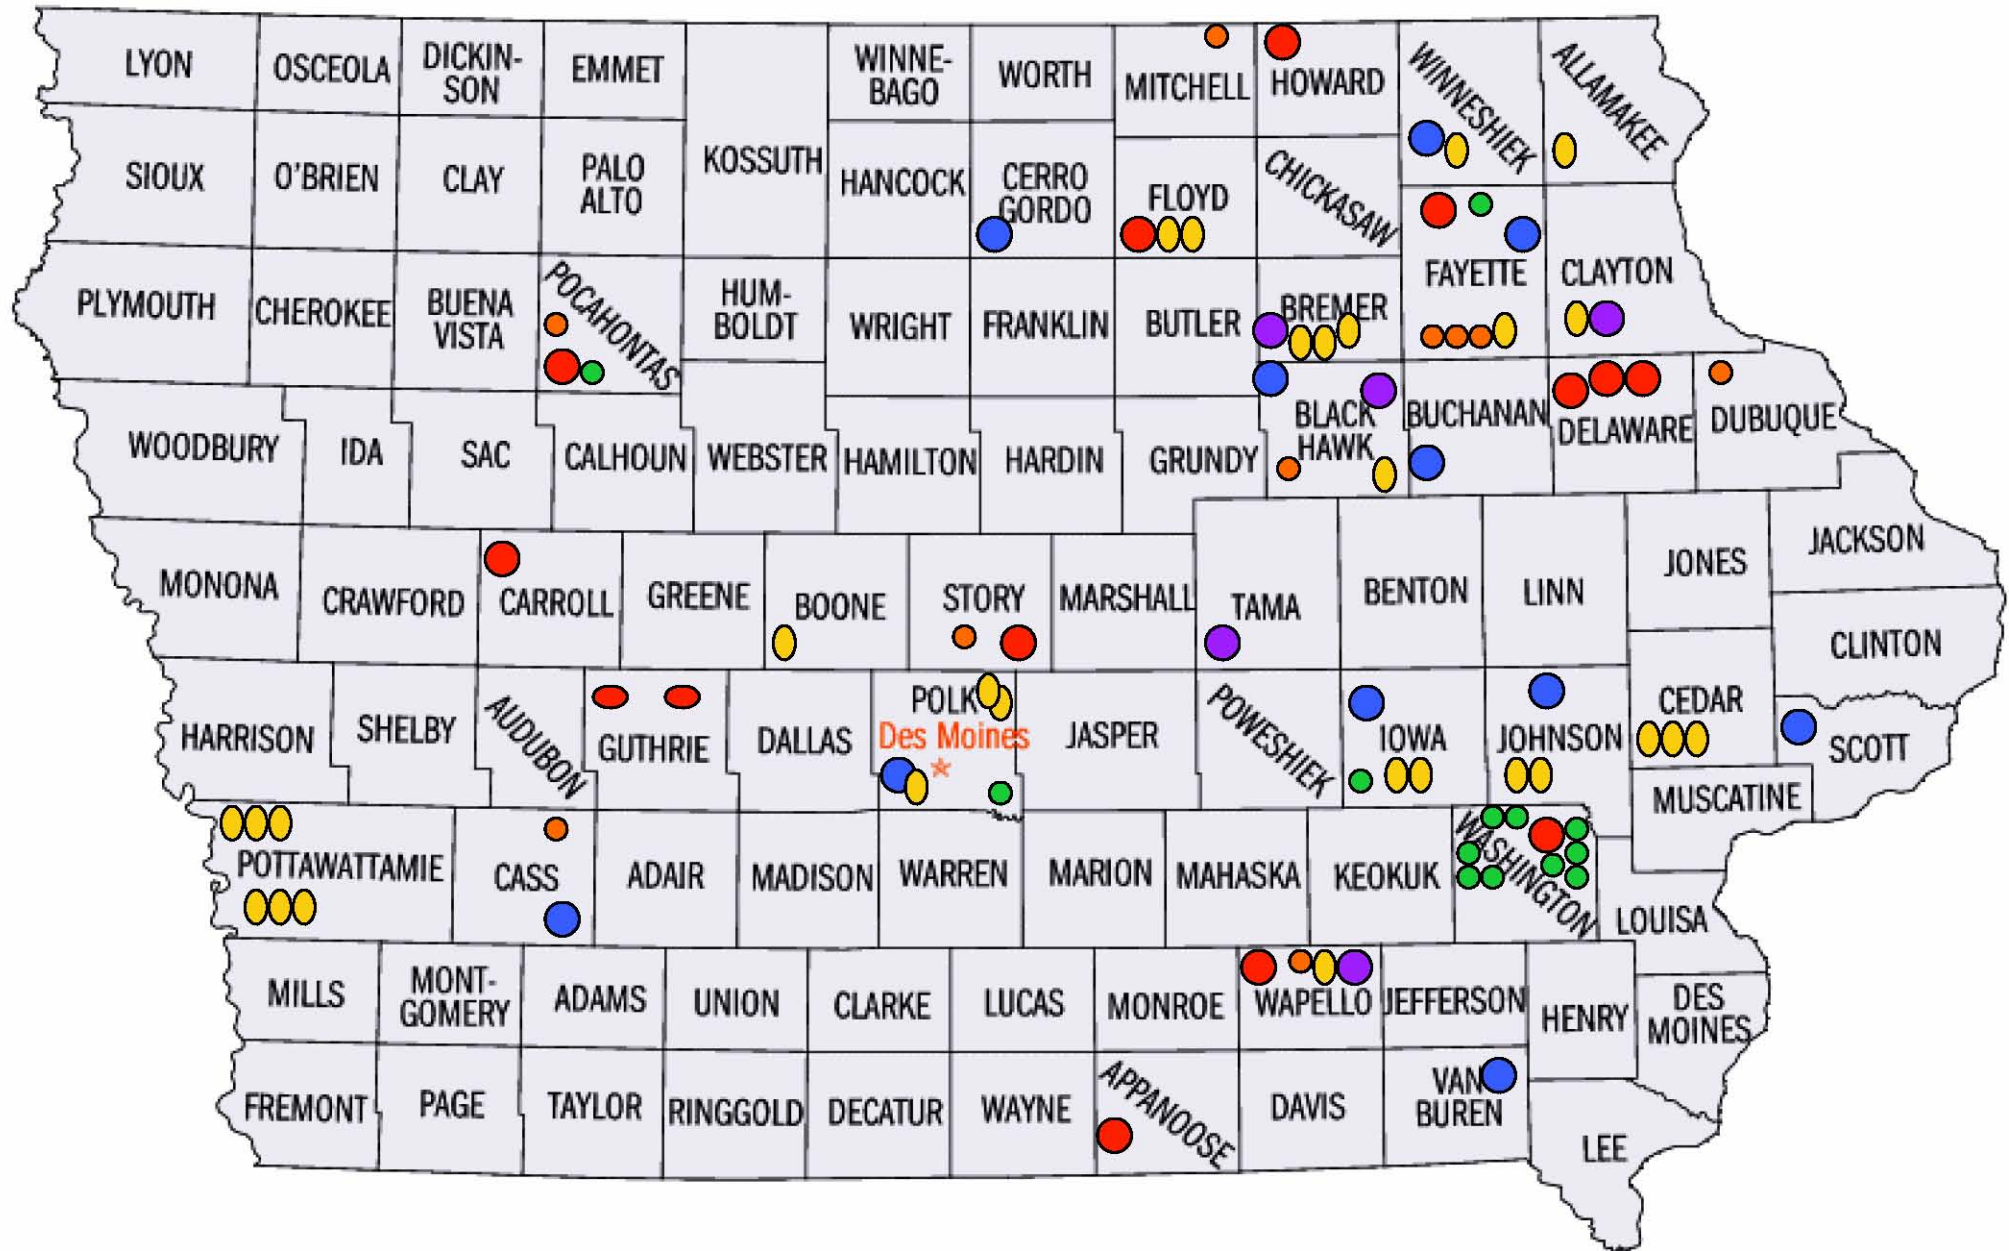 LYON
OSCEOLA
DICKIN-
SON
EMMET
WINNE-
BAGO
WORTH
MITCHELL
HOWARD
WINNESHIEK
ALLAMAKEE
SIOUX
O'BRIEN
CLAY
PALO
ALTO
KOSSUTH
HANCOCK
CERRO
GORDO
FLOYD
CHICKASAW
FAYETTE
CLAYTON
PLYMOUTH
CHEROKEE
BUENA
VISTA
POCAHONTAS
HUM-
BOLDT
WRIGHT
FRANKLIN
BUTLER
BREMER
WOODBURY
IDA
SAC
CALHOUN
WEBSTER
HAMILTON
HARDIN
GRUNDY
BLACK
HAWK
BUCHANAN
DELAWARE
DUBUQUE
MONONA
CRAWFORD
CARROLL
GREENE
BOONE
STORY
MARSHALL
TAMA
BENTON
LINN
JONES
JACKSON
CLINTON
HARRISON
SHELBY
AUDUBON
GUTHRIE
DALLAS
POLK
Des Moines
*
JASPER
POWESHIEK
IOWA
JOHNSON
CEDAR
SCOTT
MUSCATINE
POTTAWATTAMIE
CASS
ADAIR
MADISON
WARREN
MARION
MAHASKA
KEOKUK
WASHINGTON
LOUISA
MILLS
MONT-
GOMERY
ADAMS
UNION
CLARKE
LUCAS
MONROE
WAPELLO
JEFFERSON
HENRY
DES
MOINES
FREMONT
PAGE
TAYLOR
RINGGOLD
DECATUR
WAYNE
APPANOOSE
DAVIS
VAN
BUREN
LEE